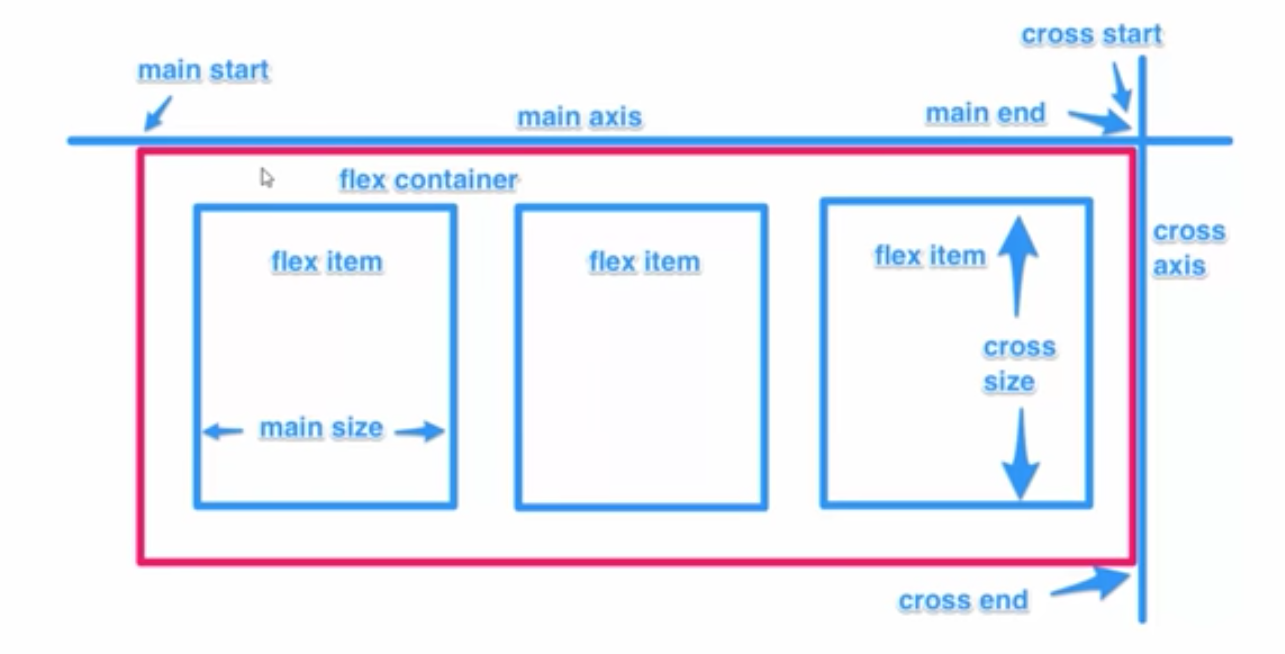 cross start
main start
main axis
main end
flex container
cross
axis
flex item
flex item
flex item
cross
size
main size
cross end